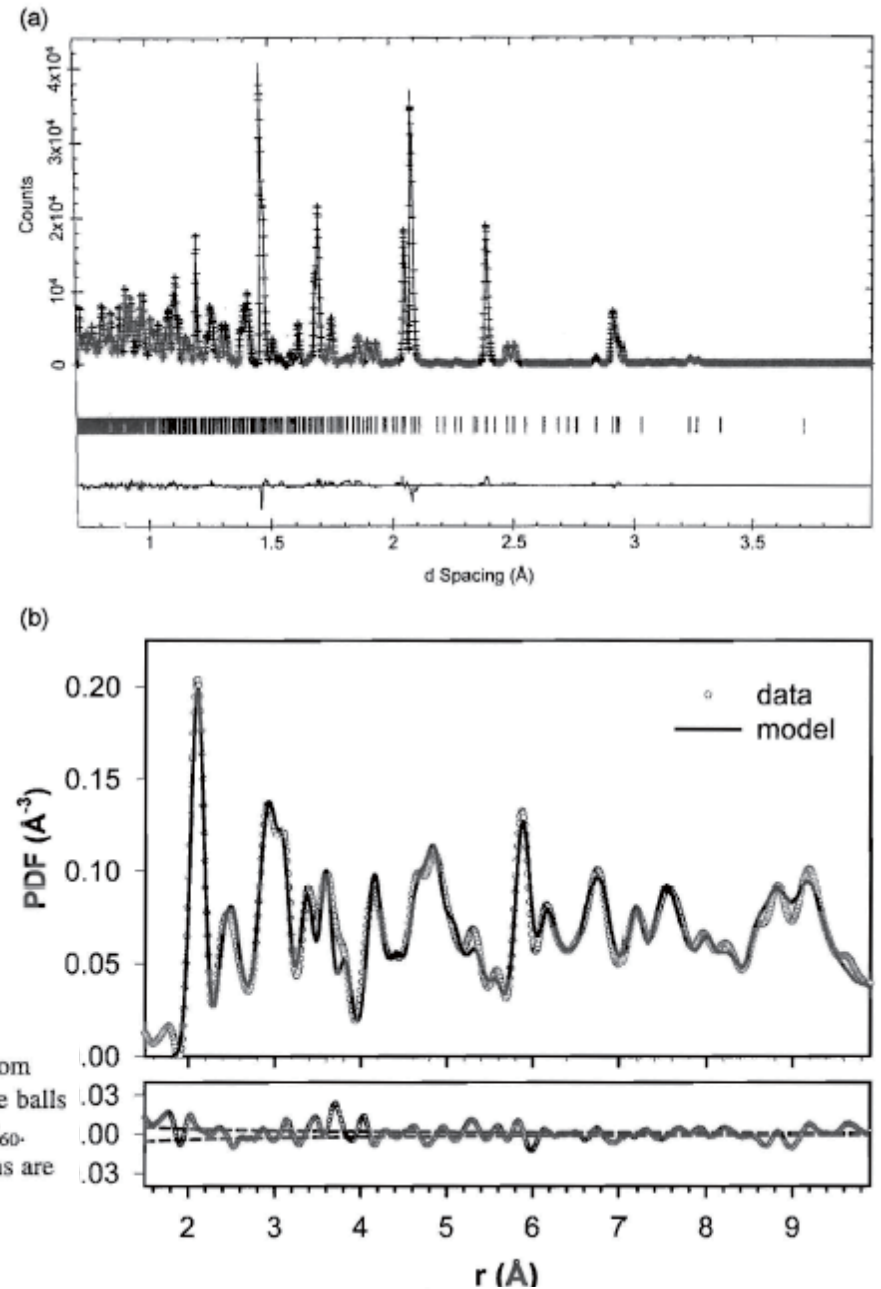 (a)
4x10⁴
3x10⁴
2x10⁴
10⁴
0
Counts
1
1.5
2
2.5
3
3.5
d Spacing (Å)
(b)
0.20
0.15
0.10
0.05
.00
PDF (Å⁻³)
data
model
om
e balls
60.
as are
.03
.00
.03
2
3
4
5
6
7
8
9
r (Å)